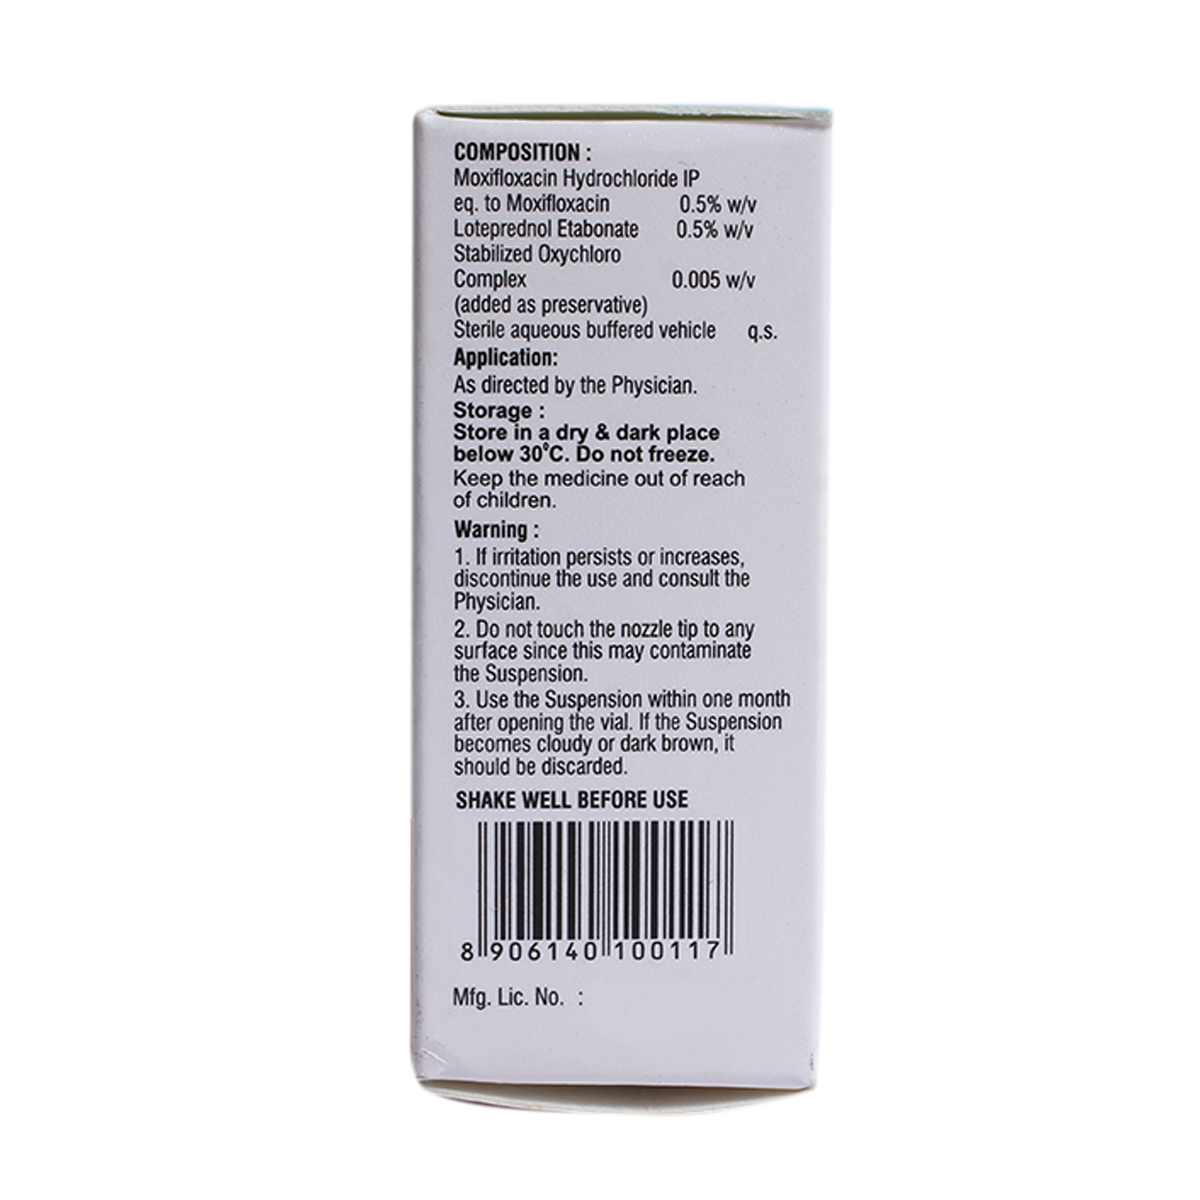 COMPOSITION :
Moxifloxacin Hydrochloride IP
eq. to Moxifloxacin 0.5% w/v
Loteprednol Etabonate 0.5% w/v
Stabilized Oxychloro
Complex 0.005 w/v
(added as preservative)
Sterile aqueous buffered vehicle q.s.
Application:
As directed by the Physician.
Storage :
Store in a dry & dark place
below 30°C. Do not freeze.
Keep the medicine out of reach
of children.
Warning :
1. If irritation persists or increases,
discontinue the use and consult the
Physician.
2. Do not touch the nozzle tip to any
surface since this may contaminate
the Suspension.
3. Use the Suspension within one month
after opening the vial. If the Suspension
becomes cloudy or dark brown, it
should be discarded.
SHAKE WELL BEFORE USE
8 906140 100117
Mfg. Lic. No. :